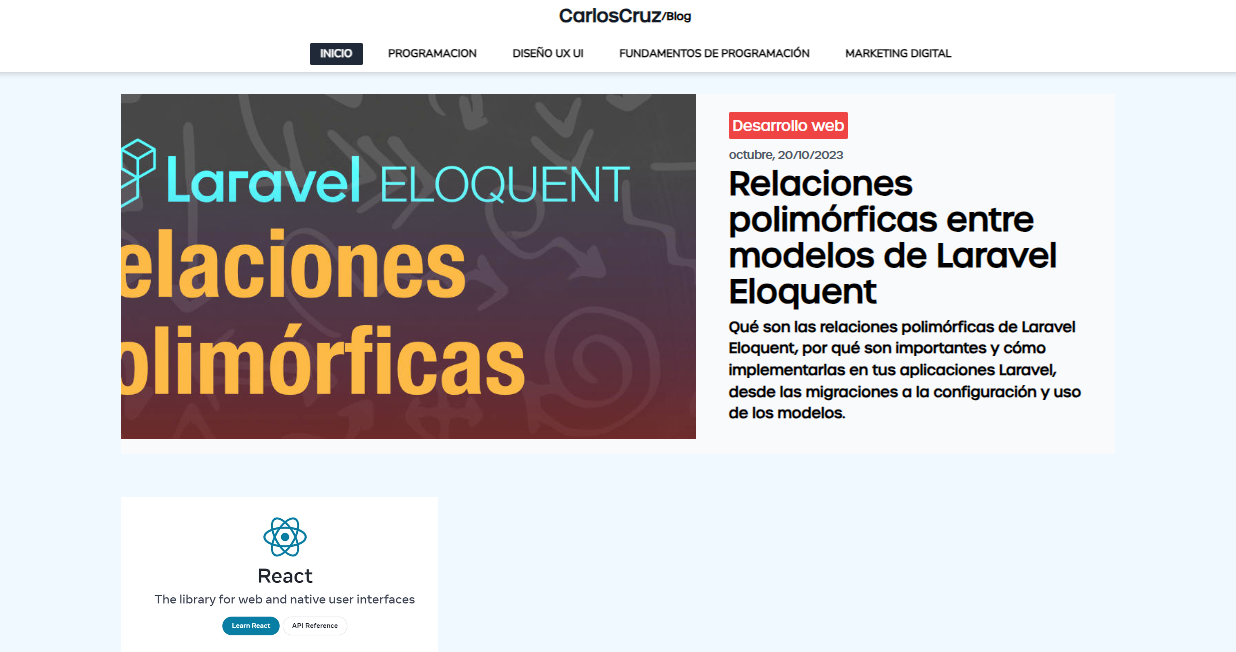 CarlosCruz/Blog
INICIO
PROGRAMACION
DISEÑO UX UI
FUNDAMENTOS DE PROGRAMACIÓN
MARKETING DIGITAL
Laravel ELOQUENT
elaciones
olimórficas
Desarrollo web
octubre, 20/10/2023
Relaciones
polimórficas entre
modelos de Laravel
Eloquent
Qué son las relaciones polimórficas de Laravel
Eloquent, por qué son importantes y cómo
implementarlas en tus aplicaciones Laravel,
desde las migraciones a la configuración y uso
de los modelos.
React
The library for web and native user interfaces
Learn React
API Reference